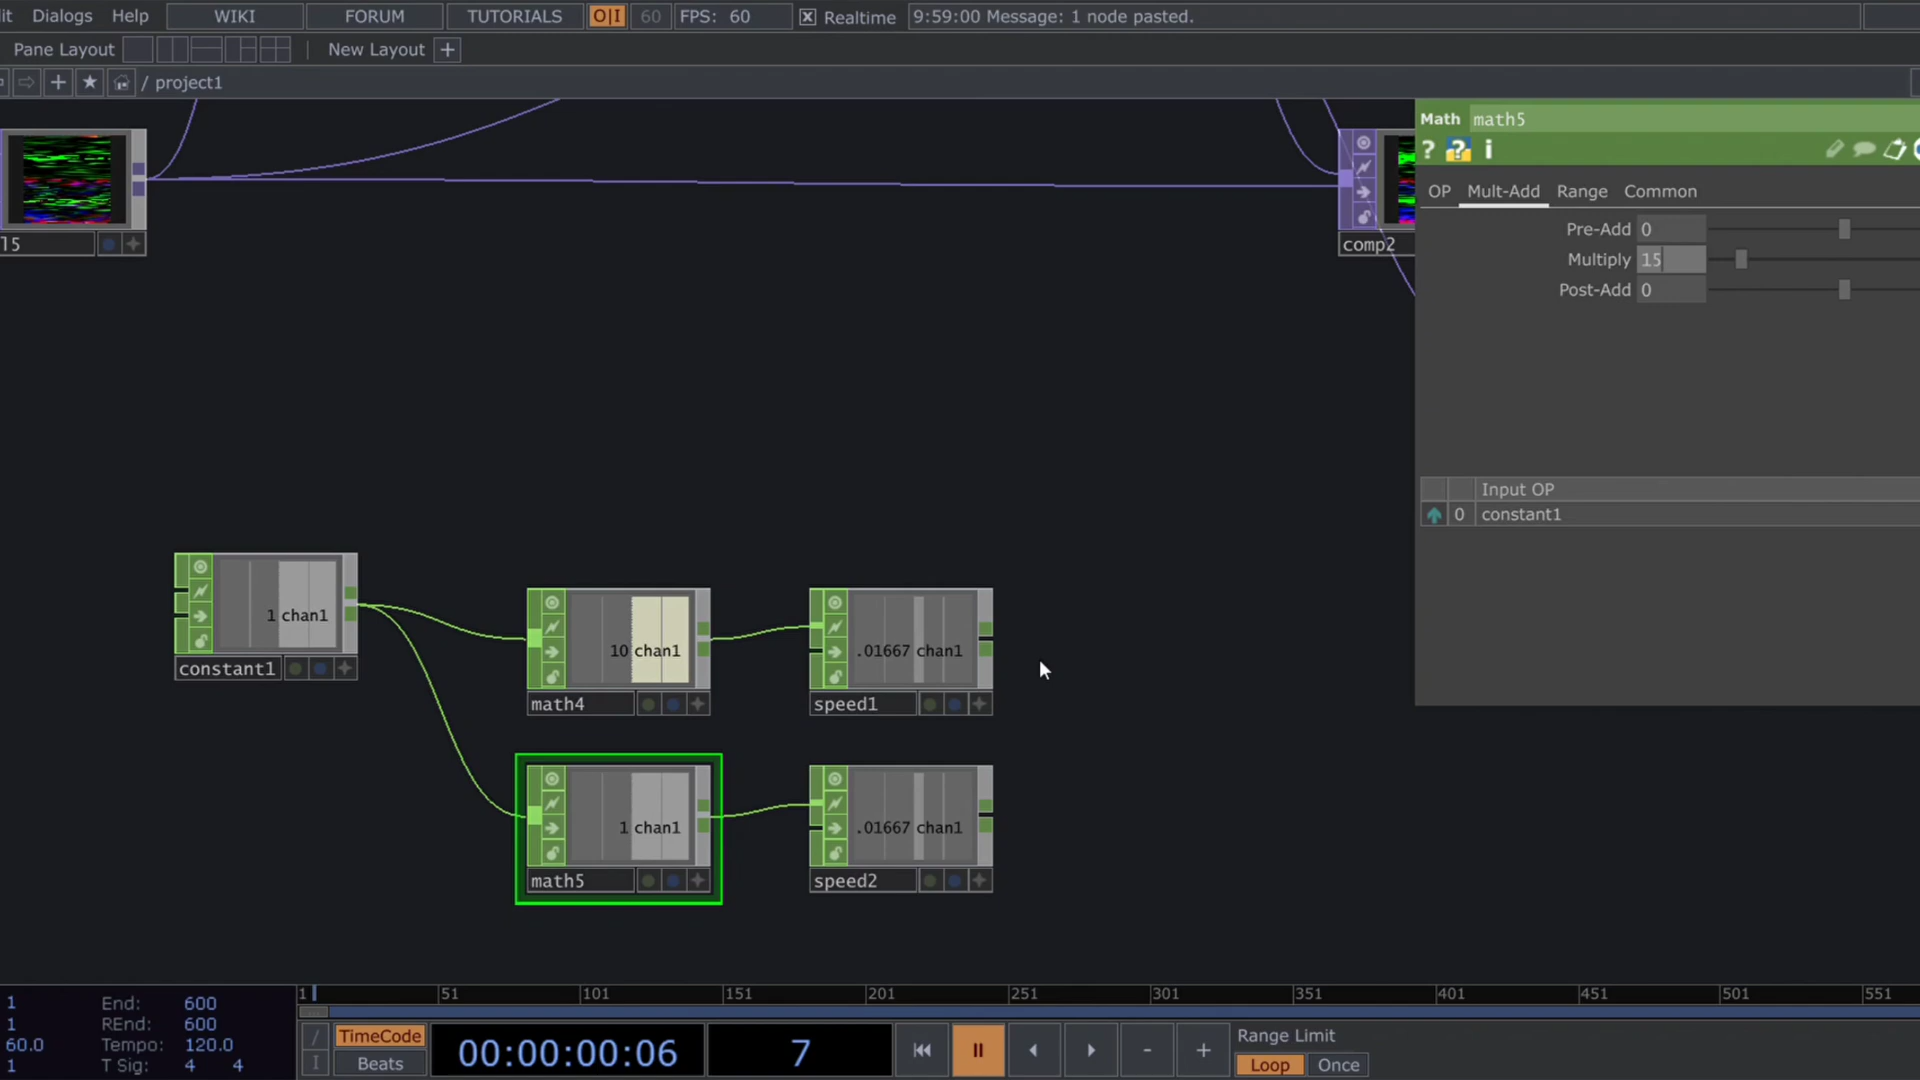 it Dialogs Help WIKI FORUM TUTORIALS O|I 60 FPS: 60 Realtime 9:59:00 Message: 1 node pasted.
Pane Layout New Layout +
+ / project1
l5
comp2
Math math5
? ? i
OP Mult-Add Range Common
Pre-Add 0
Multiply 15
Post-Add 0
Input OP
0 constant1
1 chan1
constant1
10 chan1
math4
.01667 chan1
speed1
1 chan1
math5
.01667 chan1
speed2
1 51 101 151 201 251 301 351 401 451 501 551
1 End: 600
1 REnd: 600
60.0 Tempo: 120.0
1 T Sig: 4 4
/ TimeCode
I Beats
00:00:00:06
7
- +
Range Limit
Loop Once